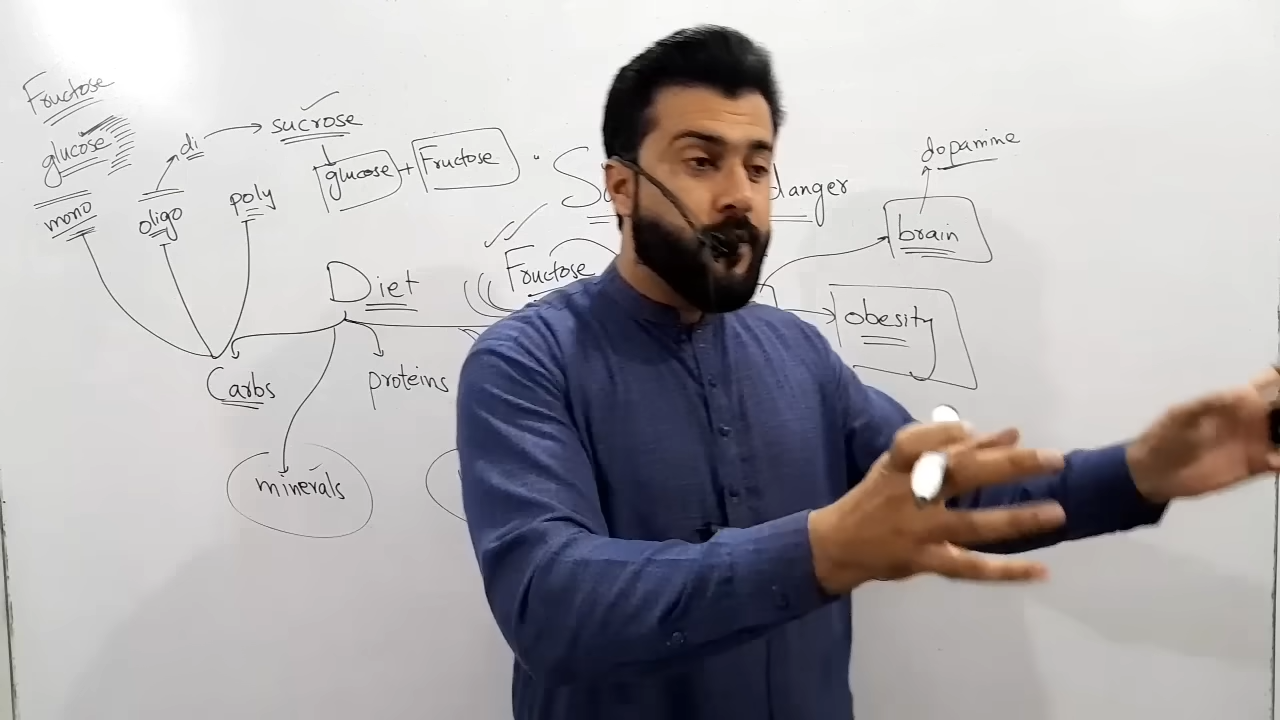 Fructose
glucose
mono
oligo
di
poly
sucrose
glucose + Fructose
danger
Fructose
dopamine
brain
obesity
Diet
Carbs
proteins
minerals